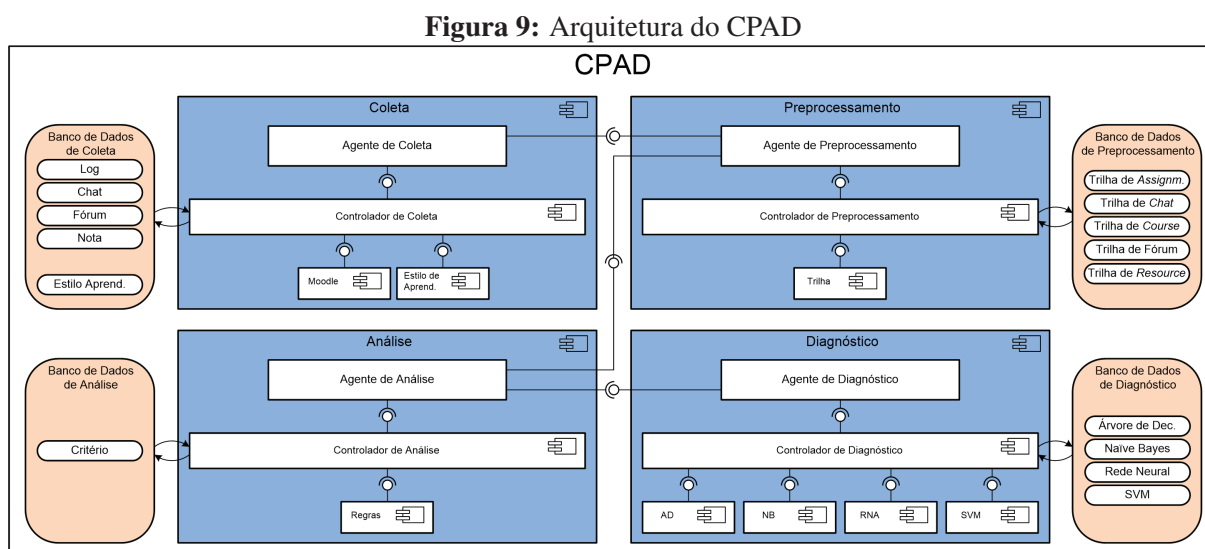 Figura 9: Arquitetura do CPAD
CPAD
Banco de Dados
de Coleta
Log
Chat
Fórum
Nota
Estilo Aprend.
Coleta
Agente de Coleta
Controlador de Coleta
Moodle
Estilo de
Aprend.
Preprocessamento
Agente de Preprocessamento
Controlador de Preprocessamento
Trilha
Banco de Dados
de Preprocessamento
Trilha de Assignm.
Trilha de Chat
Trilha de Course
Trilha de Fórum
Trilha de Resource
Banco de Dados
de Análise
Critério
Análise
Agente de Análise
Controlador de Análise
Regras
Diagnóstico
Agente de Diagnóstico
Controlador de Diagnóstico
AD
NB
RNA
SVM
Banco de Dados
de Diagnóstico
Árvore de Dec.
Naïve Bayes
Rede Neural
SVM